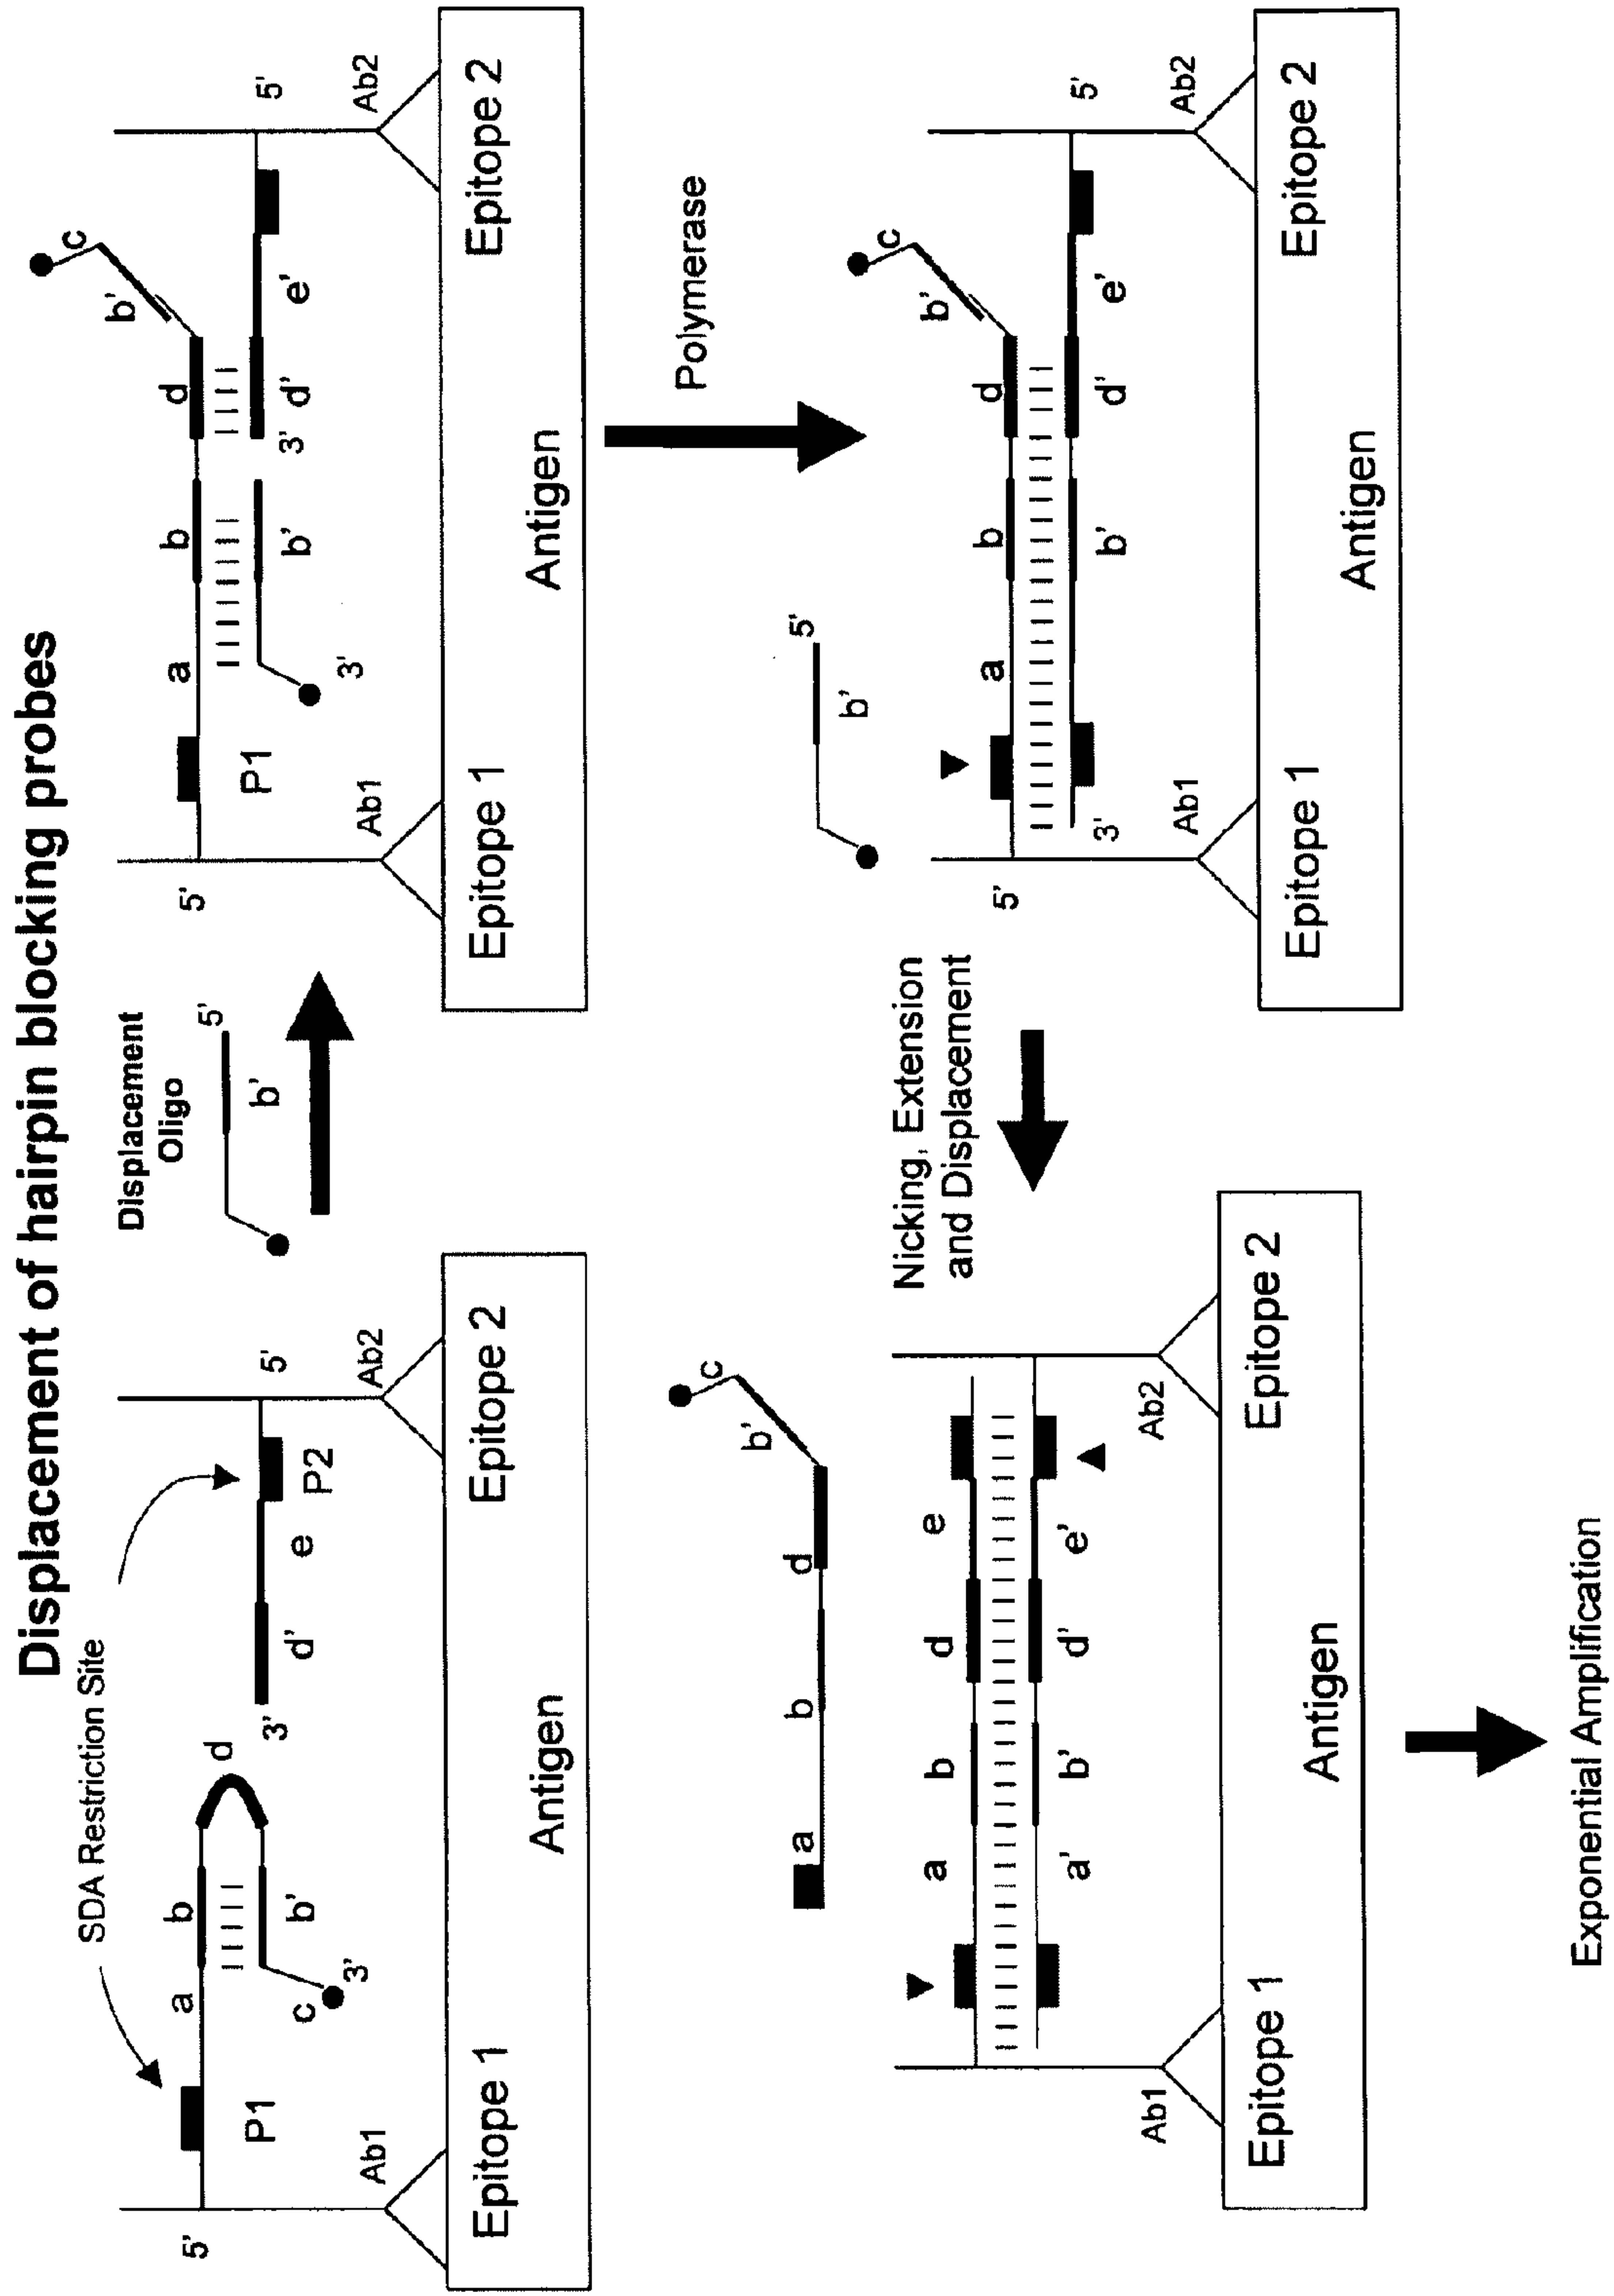 Displacement of hairpin blocking probes
SDA Restriction Site
5'
P1
a
b
b'
c
3'
d
3'
d'
e
P2
5'
Ab1
Ab2
Epitope 1
Epitope 2
Antigen
Displacement
Oligo
5'
b'
5'
P1
a
b
d
b'
c
3'
b'
3'
d'
e'
5'
Ab1
Ab2
Epitope 1
Epitope 2
Antigen
Polymerase
5'
b'
5'
a
b
d
b'
c
3'
b'
d'
e'
5'
Ab1
Ab2
Epitope 1
Epitope 2
Antigen
Nicking, Extension
and Displacement
a
b
d
b'
c
a
b
d
e
a'
b'
d'
e'
Ab1
Ab2
Epitope 1
Epitope 2
Antigen
Exponential Amplification